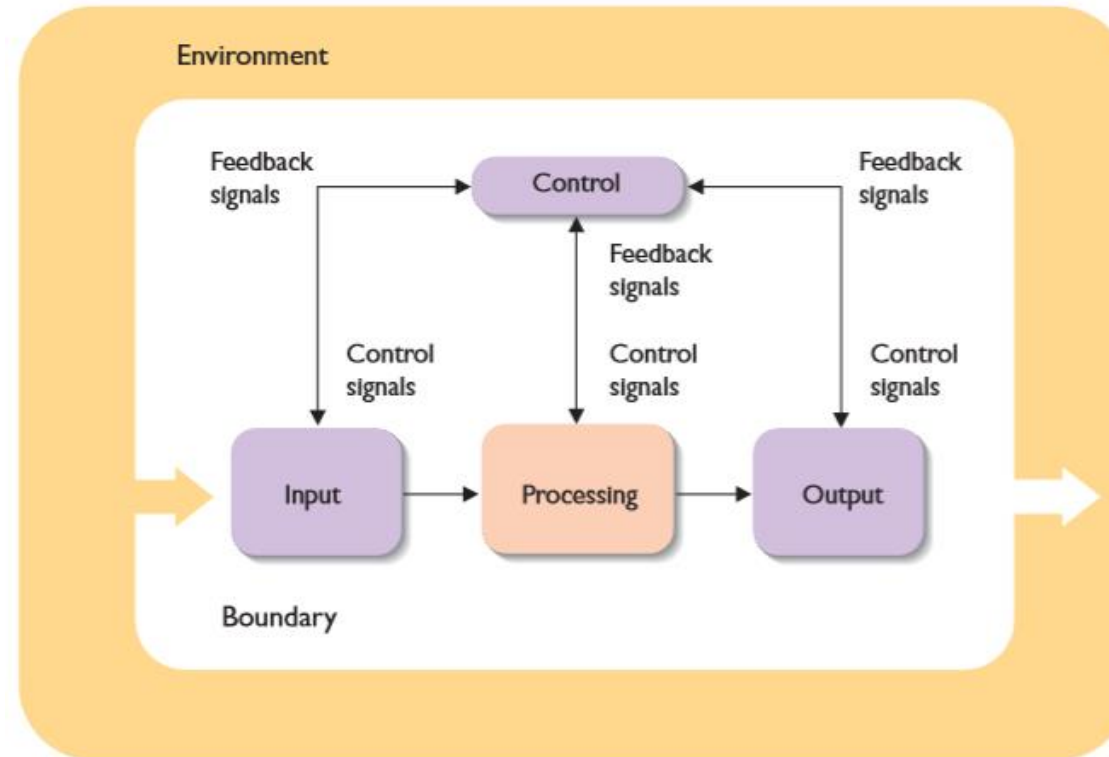 Environment
Feedback
signals
Control
Feedback
signals
Feedback
signals
Control
signals
Control
signals
Control
signals
Input
Processing
Output
Boundary